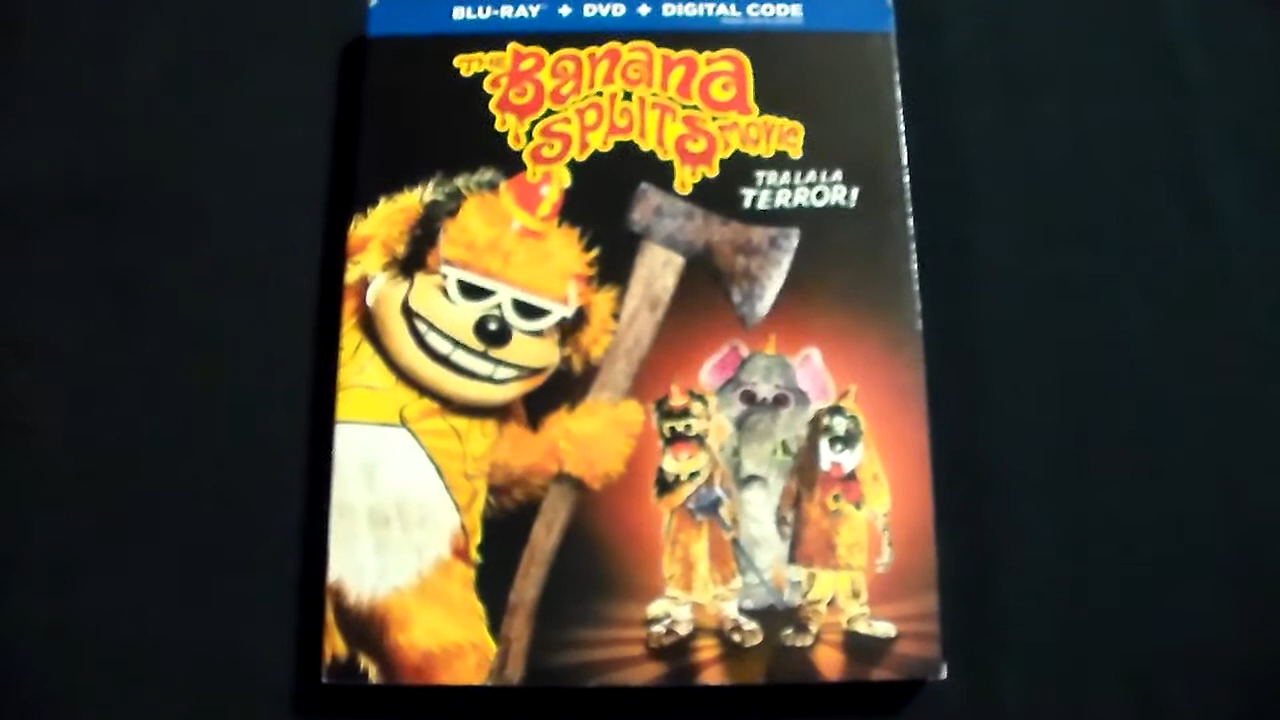 BLU-RAY + DVD + DIGITAL CODE
THE
Banana
SPLITS movie
TRA LA LA
TERROR!